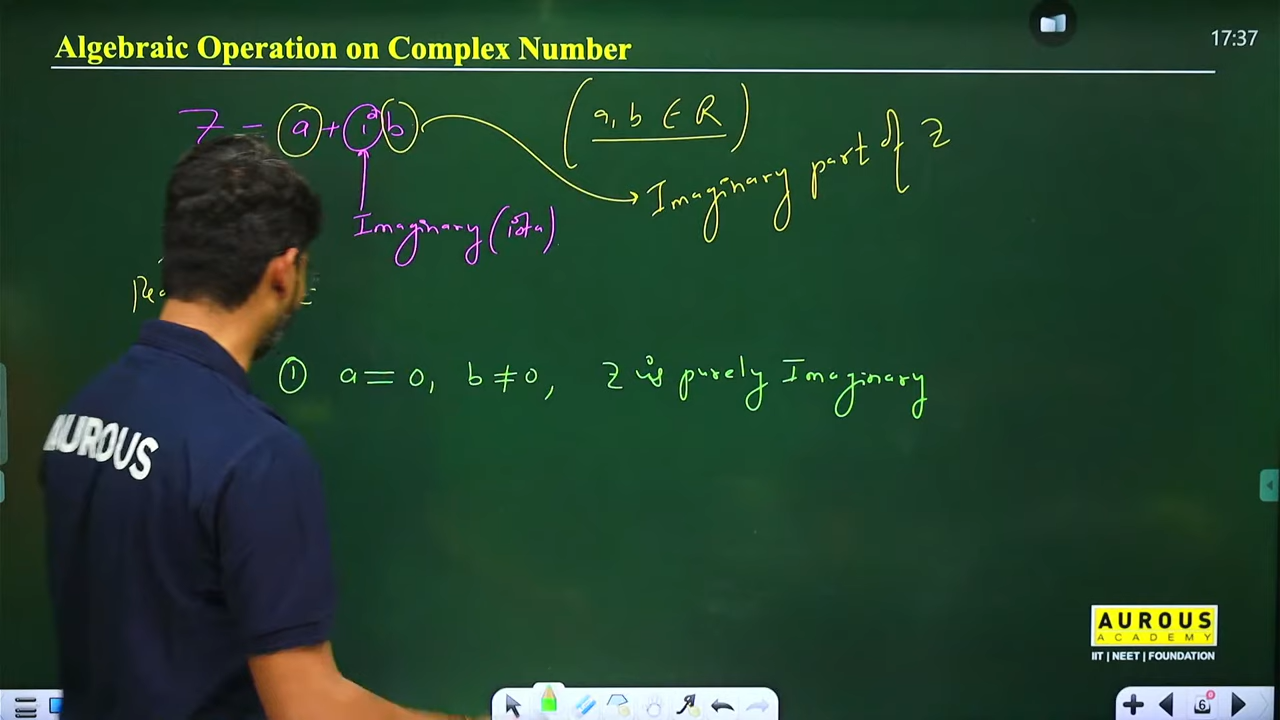 Algebraic Operation on Complex Number
17:37
Z = a + i b
(a, b ∈ R)
Imaginary part of Z
Imaginary (iota)
① a = 0, b ≠ 0, Z is purely Imaginary
AUROUS
AUROUS
ACADEMY
IIT | NEET | FOUNDATION
6